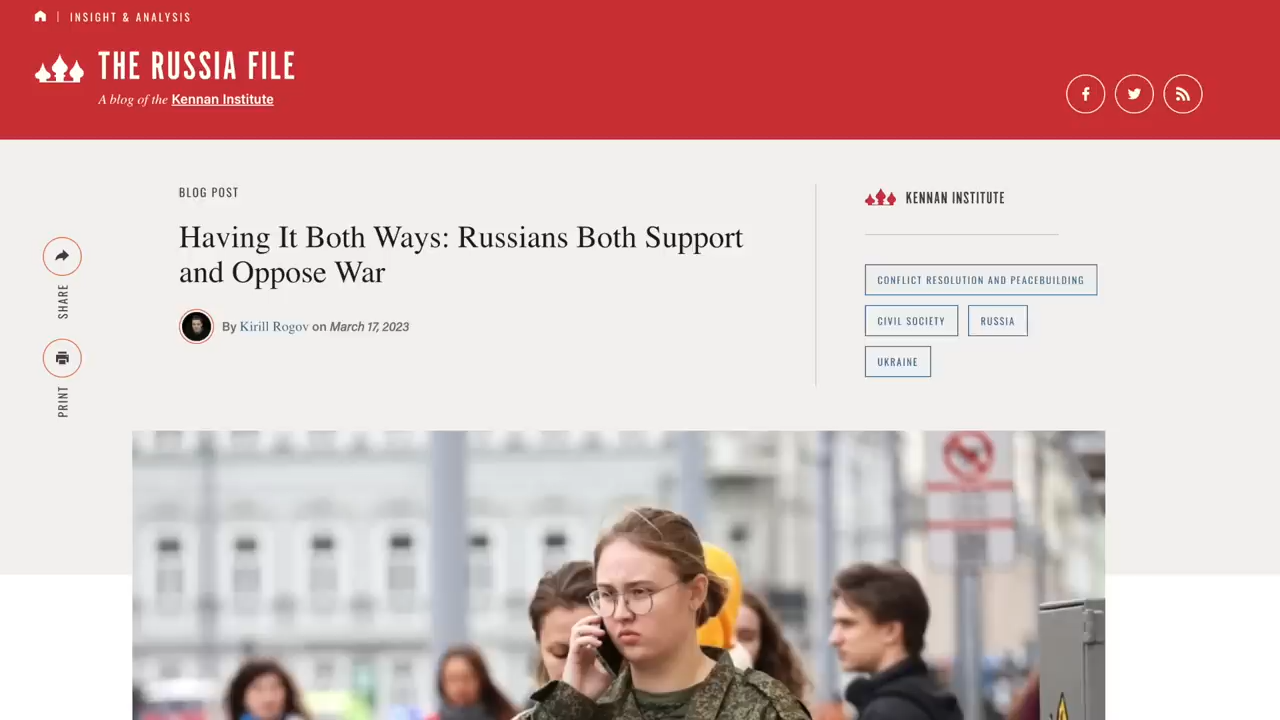 INSIGHT & ANALYSIS
THE RUSSIA FILE
A blog of the Kennan Institute
BLOG POST
Having It Both Ways: Russians Both Support
and Oppose War
By Kirill Rogov on March 17, 2023
SHARE
PRINT
KENNAN INSTITUTE
CONFLICT RESOLUTION AND PEACEBUILDING
CIVIL SOCIETY
RUSSIA
UKRAINE